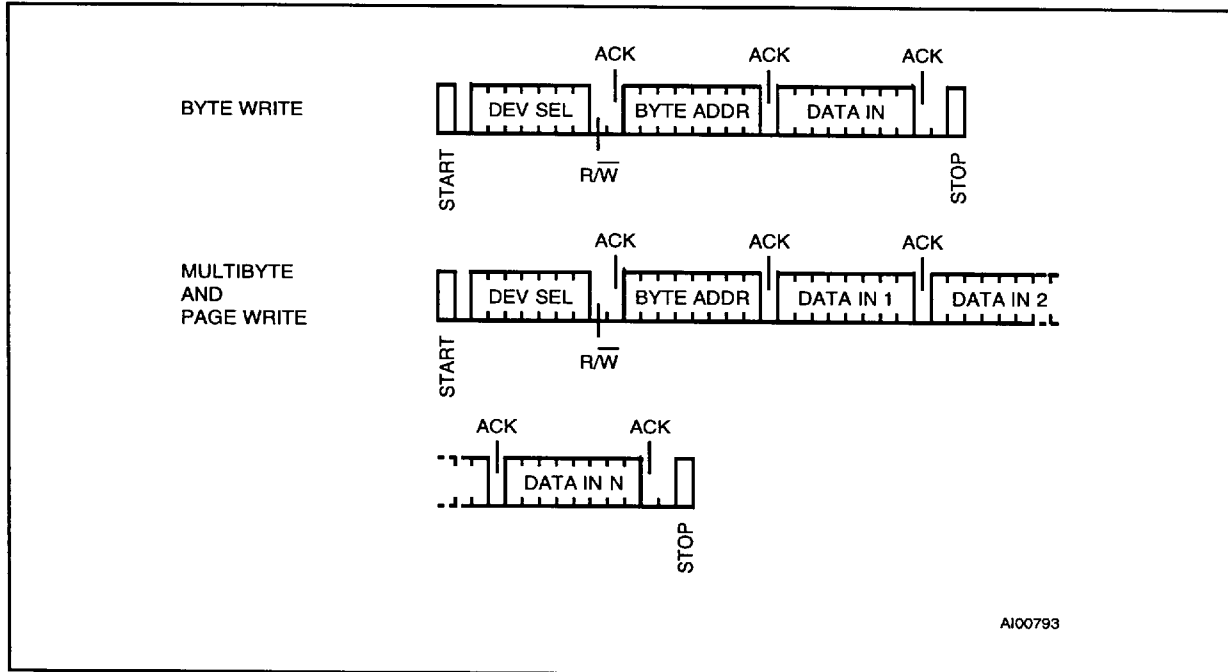 ACK ACK ACK
BYTE WRITE DEV SEL BYTE ADDR DATA IN
START R/W̅ STOP
ACK ACK ACK
MULTIBYTE
AND
PAGE WRITE DEV SEL BYTE ADDR DATA IN 1 DATA IN 2
START R/W̅
ACK ACK
DATA IN N
STOP
AI00793